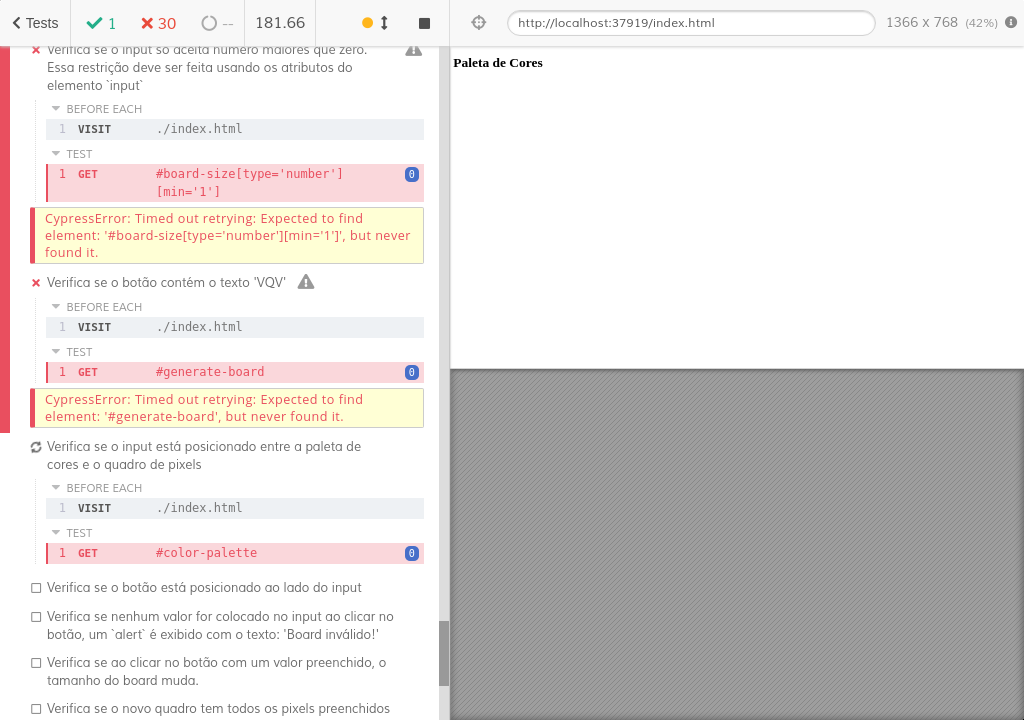 Tests
1
30
--
181.66
http://localhost:37919/index.html
1366 x 768 (42%)
Verifica se o input só aceita número maiores que zero.
Essa restrição deve ser feita usando os atributos do
elemento `input`
BEFORE EACH
1 VISIT ./index.html
TEST
1 GET #board-size[type='number'] 0
[min='1']
CypressError: Timed out retrying: Expected to find
element: '#board-size[type='number'][min='1']', but never
found it.
Verifica se o botão contém o texto 'VQV'
BEFORE EACH
1 VISIT ./index.html
TEST
1 GET #generate-board 0
CypressError: Timed out retrying: Expected to find
element: '#generate-board', but never found it.
Verifica se o input está posicionado entre a paleta de
cores e o quadro de pixels
BEFORE EACH
1 VISIT ./index.html
TEST
1 GET #color-palette 0
Verifica se o botão está posicionado ao lado do input
Verifica se nenhum valor for colocado no input ao clicar no
botão, um `alert` é exibido com o texto: 'Board inválido!'
Verifica se ao clicar no botão com um valor preenchido, o
tamanho do board muda.
Verifica se o novo quadro tem todos os pixels preenchidos
Paleta de Cores